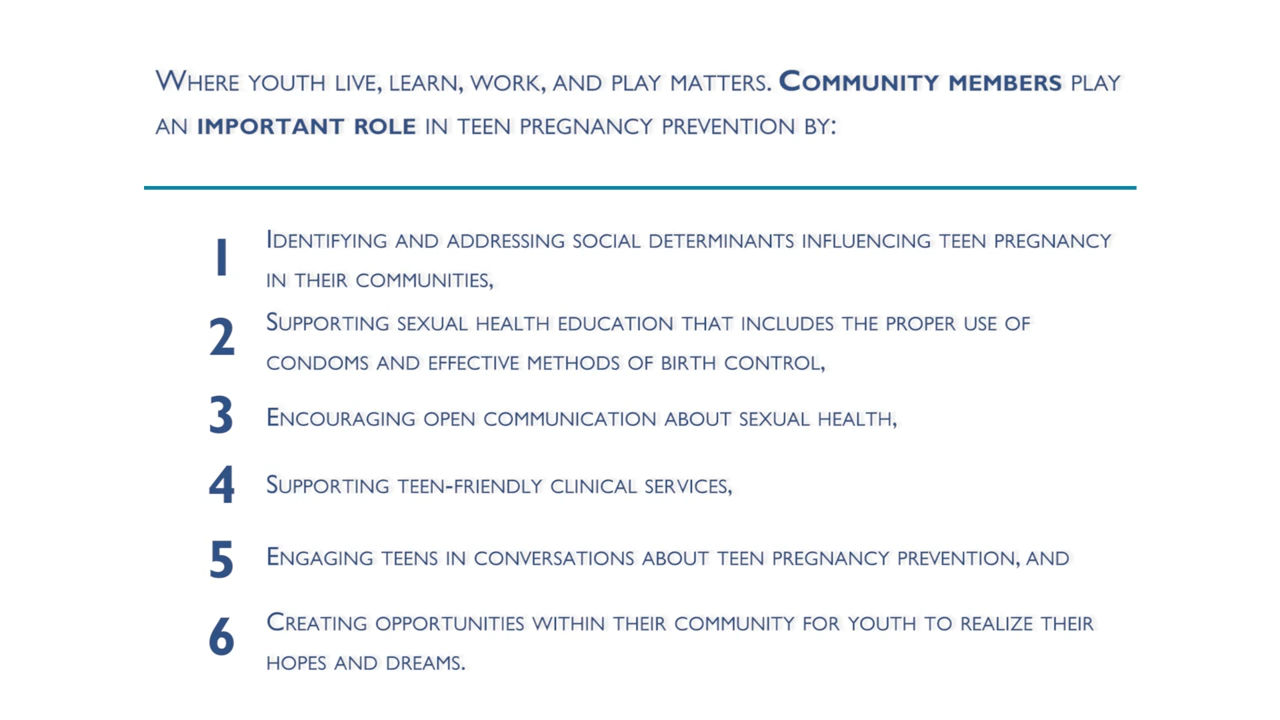 Where youth live, learn, work, and play matters. Community members play
an important role in teen pregnancy prevention by:
1 Identifying and addressing social determinants influencing teen pregnancy
in their communities,
2 Supporting sexual health education that includes the proper use of
condoms and effective methods of birth control,
3 Encouraging open communication about sexual health,
4 Supporting teen-friendly clinical services,
5 Engaging teens in conversations about teen pregnancy prevention, and
6 Creating opportunities within their community for youth to realize their
hopes and dreams.